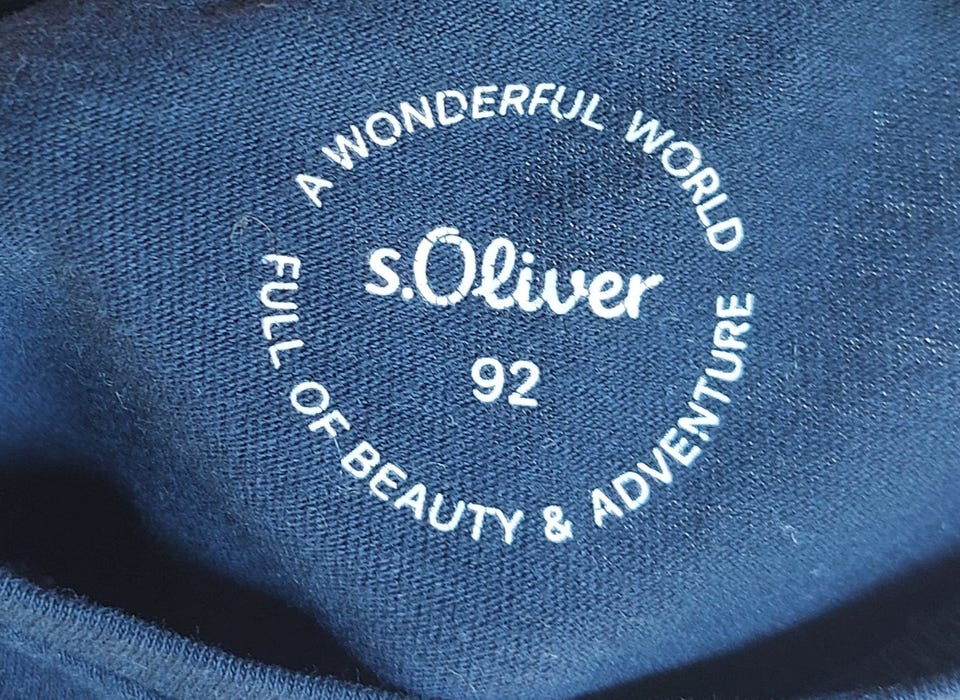 A WONDERFUL WORLD
s.Oliver
92
FULL OF BEAUTY & ADVENTURE